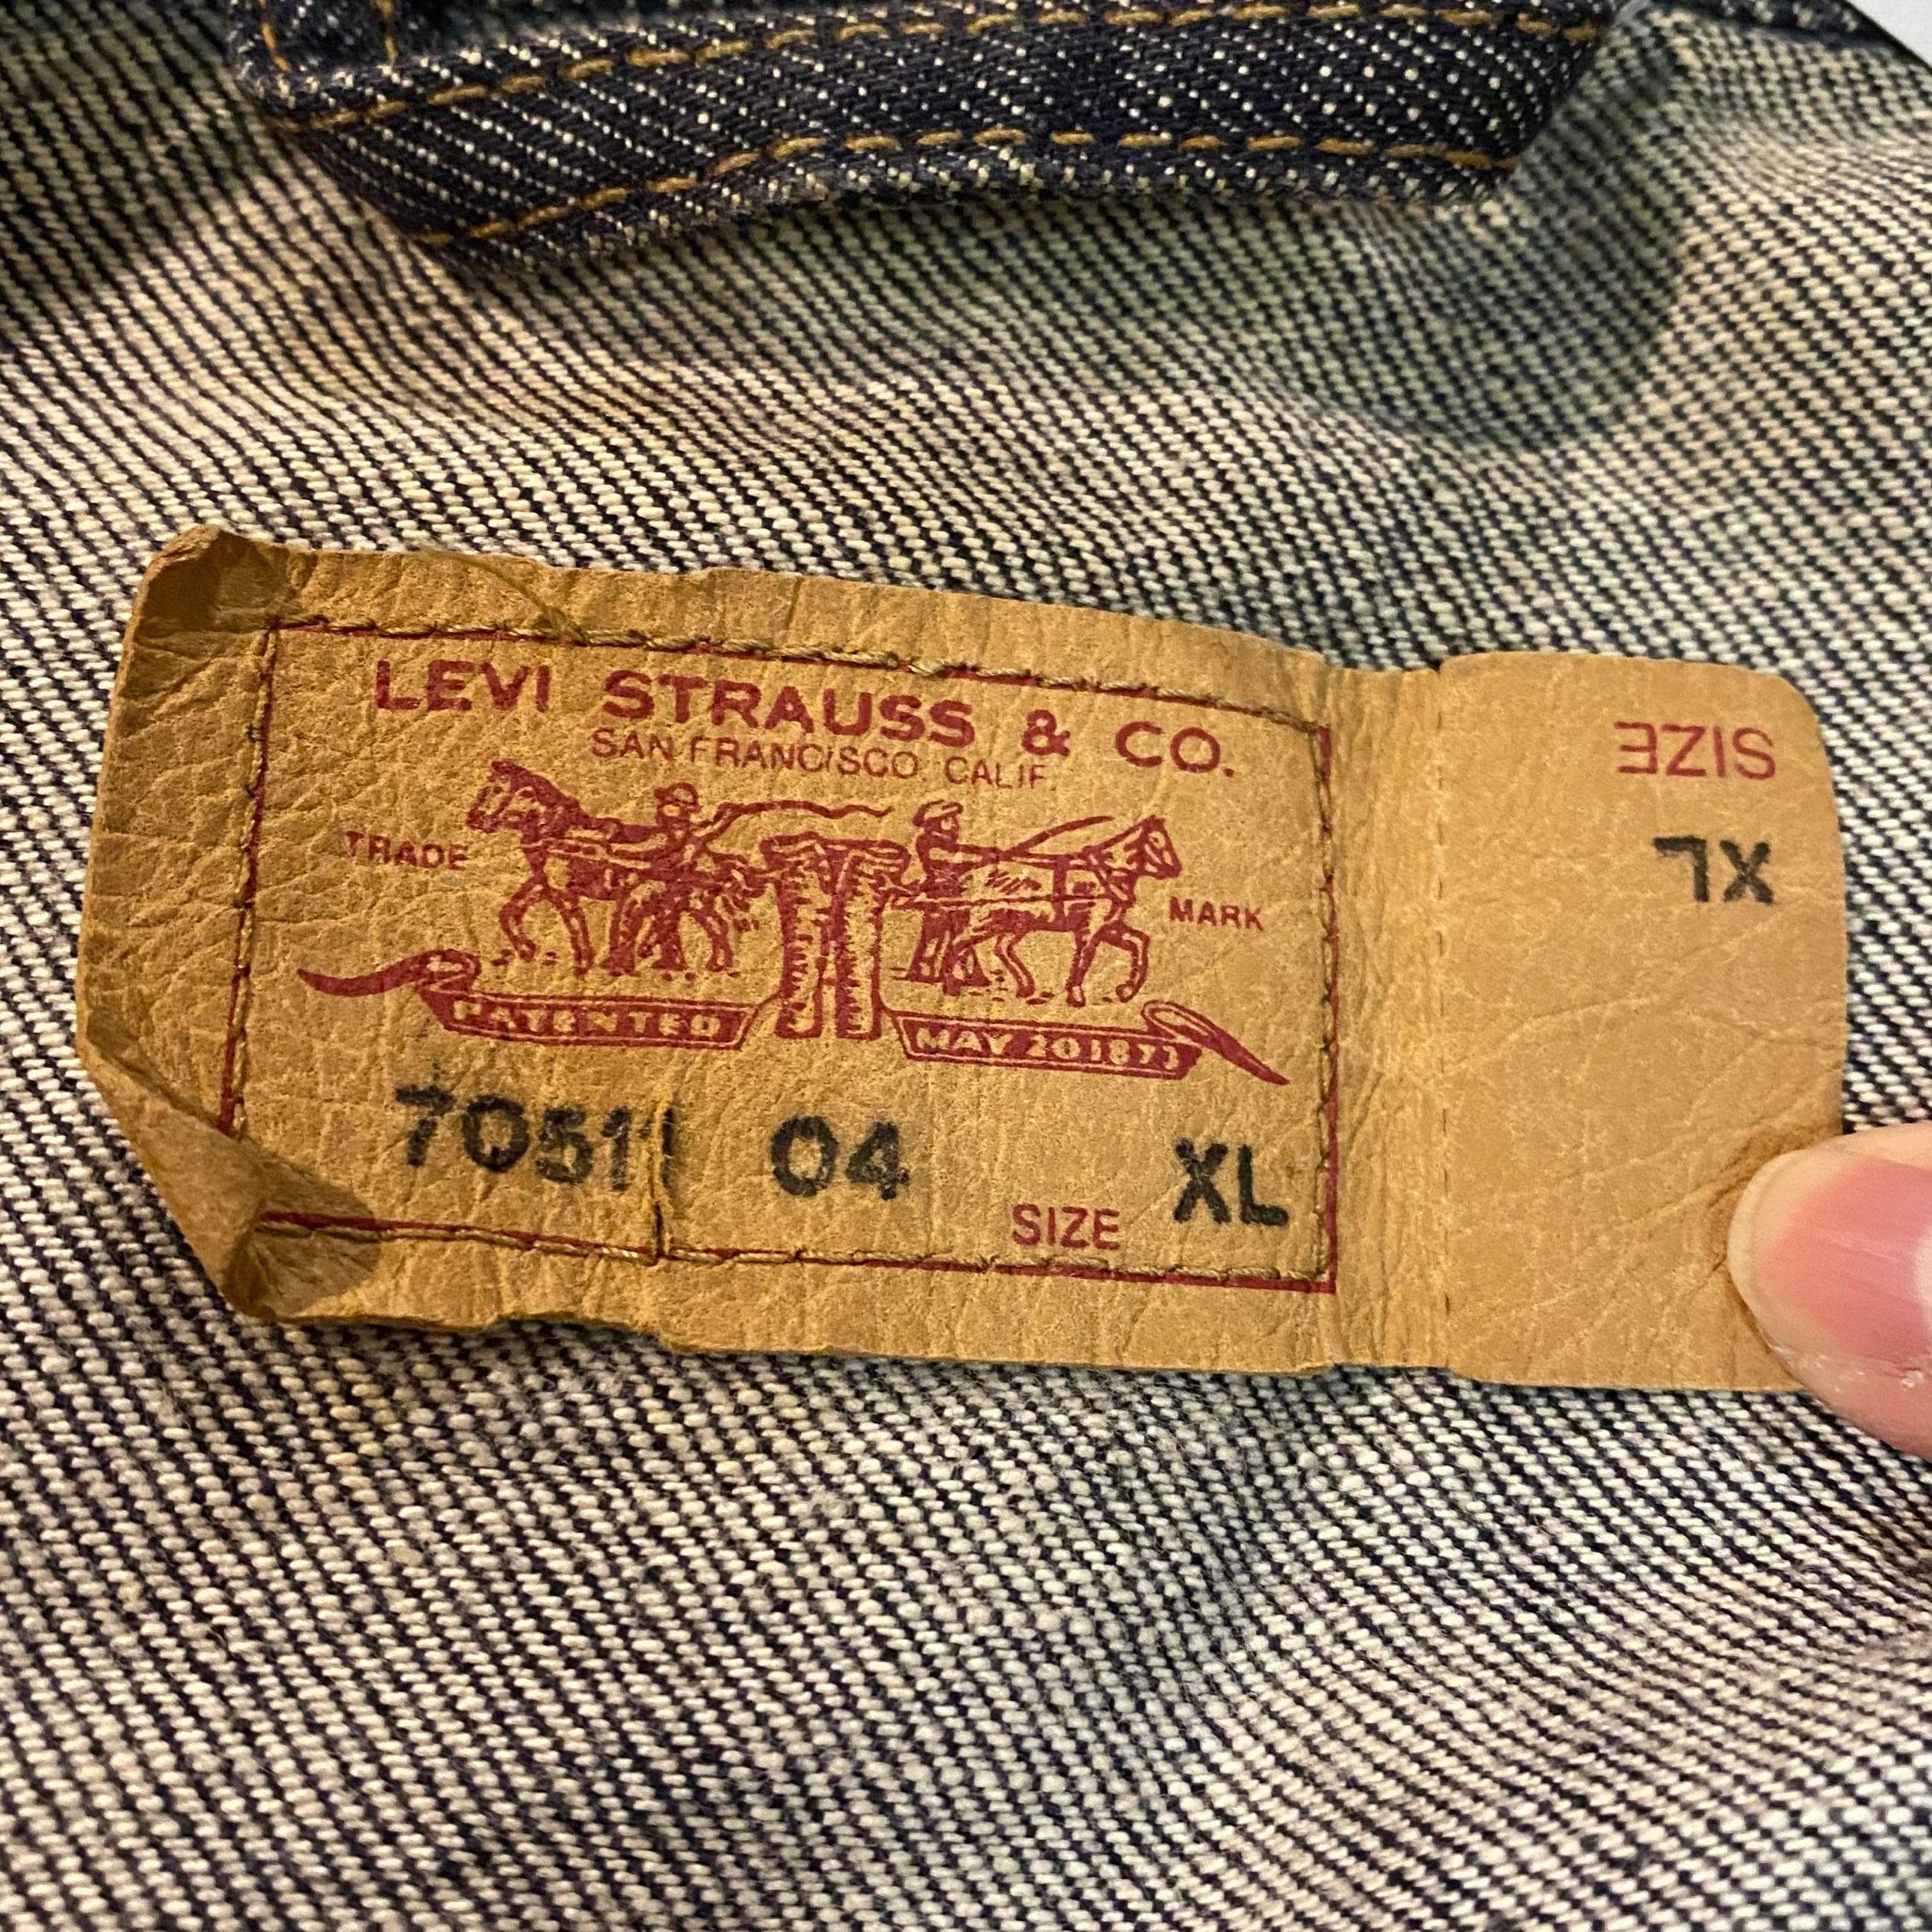 LEVI STRAUSS & CO.
SAN FRANCISCO, CALIF.
TRADE MARK
PATENTED MAY 20 1873
70511 04 XL
SIZE
SIZE
XL